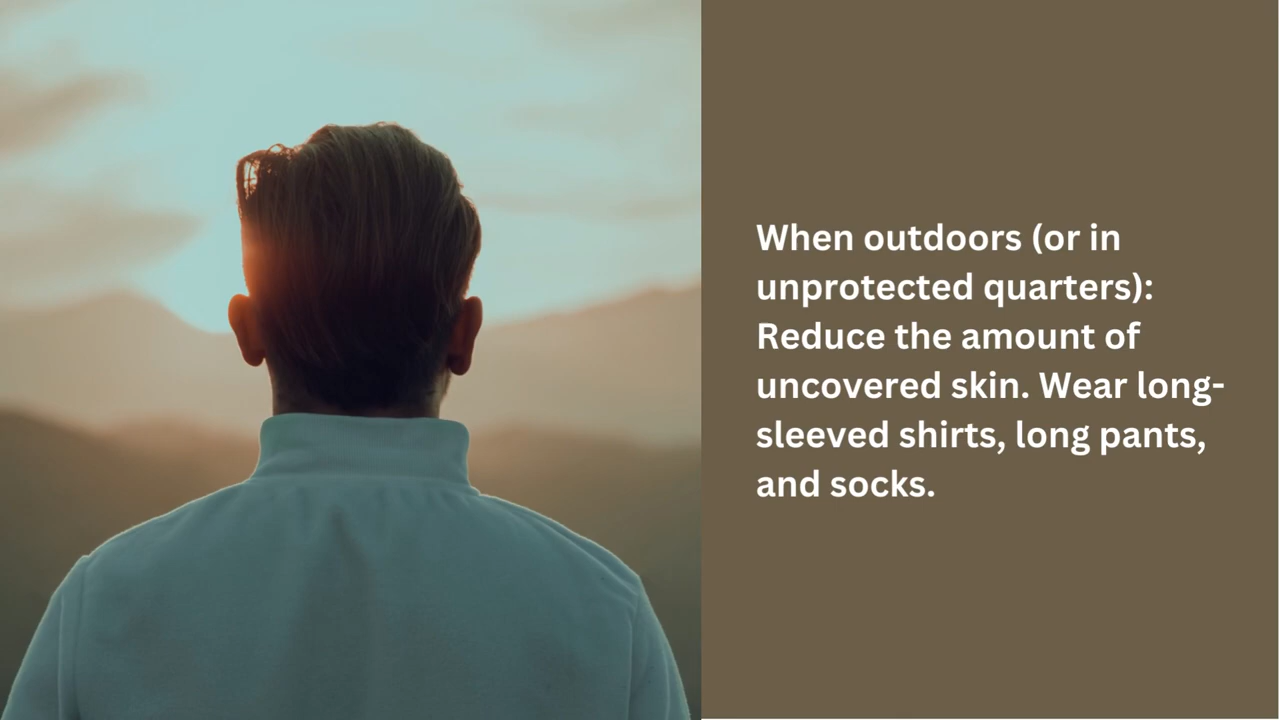 When outdoors (or in
unprotected quarters):
Reduce the amount of
uncovered skin. Wear long-
sleeved shirts, long pants,
and socks.